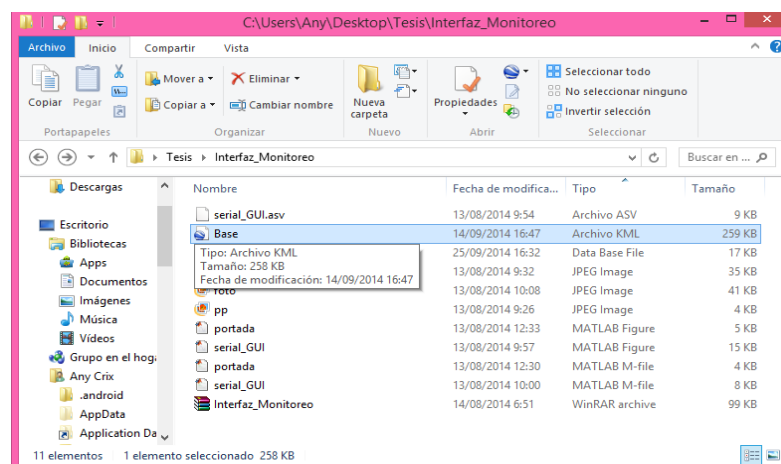 C:\Users\Any\Desktop\Tesis\Interfaz_Monitoreo
Archivo Inicio Compartir Vista
Copiar Pegar
Mover a
Copiar a
Eliminar
Cambiar nombre
Nueva carpeta
Propiedades
Seleccionar todo
No seleccionar ninguno
Invertir selección
Portapapeles Organizar Nuevo Abrir Seleccionar
Tesis Interfaz_Monitoreo Buscar en ...
Descargas
Escritorio
Bibliotecas
Apps
Documentos
Imágenes
Música
Vídeos
Grupo en el hoga
Any Crix
.android
AppData
Application Da
Nombre Fecha de modifica... Tipo Tamaño
serial_GUI.asv 13/08/2014 9:54 Archivo ASV 9 KB
Base 14/09/2014 16:47 Archivo KML 259 KB
25/09/2014 16:32 Data Base File 17 KB
13/08/2014 9:32 JPEG Image 35 KB
foto 13/08/2014 10:08 JPEG Image 41 KB
pp 13/08/2014 9:26 JPEG Image 4 KB
portada 13/08/2014 12:33 MATLAB Figure 5 KB
serial_GUI 13/08/2014 9:57 MATLAB Figure 15 KB
portada 13/08/2014 12:30 MATLAB M-file 4 KB
serial_GUI 13/08/2014 10:00 MATLAB M-file 8 KB
Interfaz_Monitoreo 14/08/2014 6:51 WinRAR archive 99 KB
Tipo: Archivo KML
Tamaño: 258 KB
Fecha de modificación: 14/09/2014 16:47
11 elementos 1 elemento seleccionado 258 KB